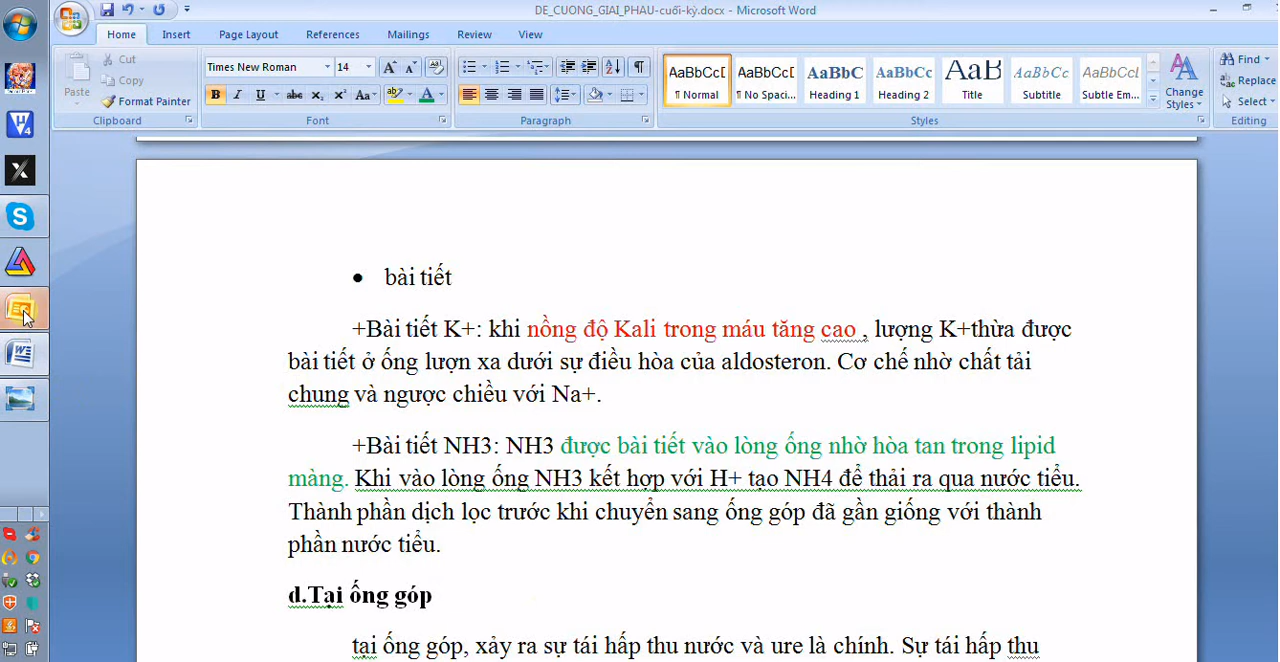 DE_CUONG_GIAI_PHAU-cuối-kỳ.docx - Microsoft Word
Home Insert Page Layout References Mailings Review View
Paste
Cut
Copy
Format Painter
Clipboard
Times New Roman 14
B I U abc X₂ X² Aa
Font
Paragraph
AaBbCcD AaBbCcD AaBbC AaBbCc AaB AaBbCc AaBbCcL
¶ Normal ¶ No Spaci... Heading 1 Heading 2 Title Subtitle Subtle Em...
Change Styles
Styles
Find
Replace
Select
Editing
• bài tiết
+Bài tiết K+: khi nồng độ Kali trong máu tăng cao , lượng K+thừa được
bài tiết ở ống lượn xa dưới sự điều hòa của aldosteron. Cơ chế nhờ chất tải
chung và ngược chiều với Na+.
+Bài tiết NH3: NH3 được bài tiết vào lòng ống nhờ hòa tan trong lipid
màng. Khi vào lòng ống NH3 kết hợp với H+ tạo NH4 để thải ra qua nước tiểu.
Thành phần dịch lọc trước khi chuyển sang ống góp đã gần giống với thành
phần nước tiểu.
d.Tại ống góp
tại ống góp, xảy ra sự tái hấp thu nước và ure là chính. Sự tái hấp thu